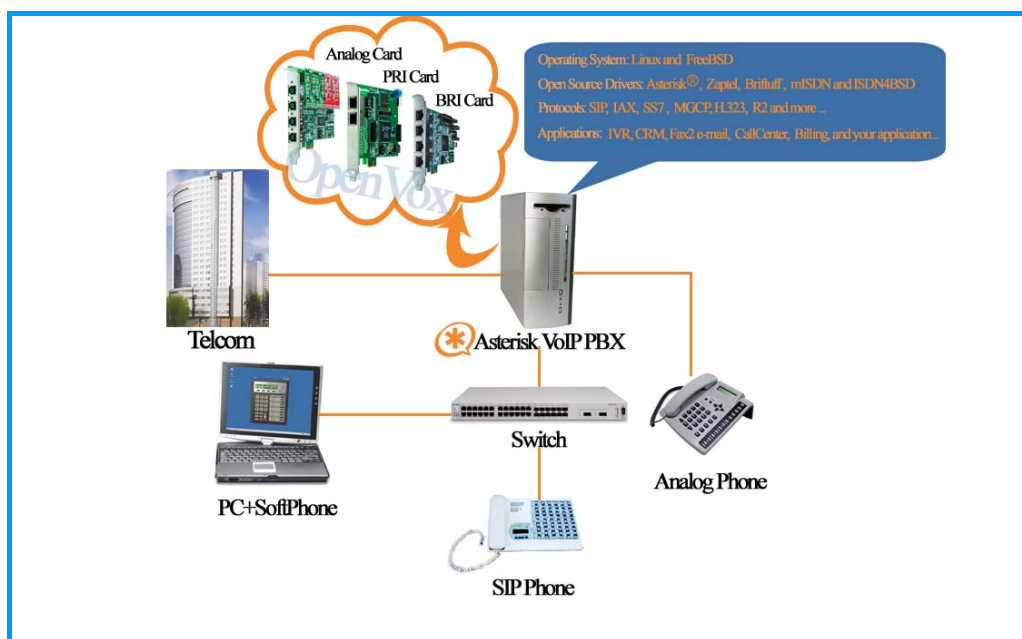 Analog Card
PRI Card
BRI Card
OpenVox
Operating System: Linux and FreeBSD
Open Source Drivers: Asterisk®, Zaptel, Brifluff, mISDN and ISDN4BSD
Protocols: SIP, IAX, SS7, MGCP, H.323, R2 and more ...
Applications: IVR, CRM, Fax2 e-mail, CallCenter, Billing, and your application...
Telcom
Asterisk VoIP PBX
Switch
PC+SoftPhone
Analog Phone
SIP Phone